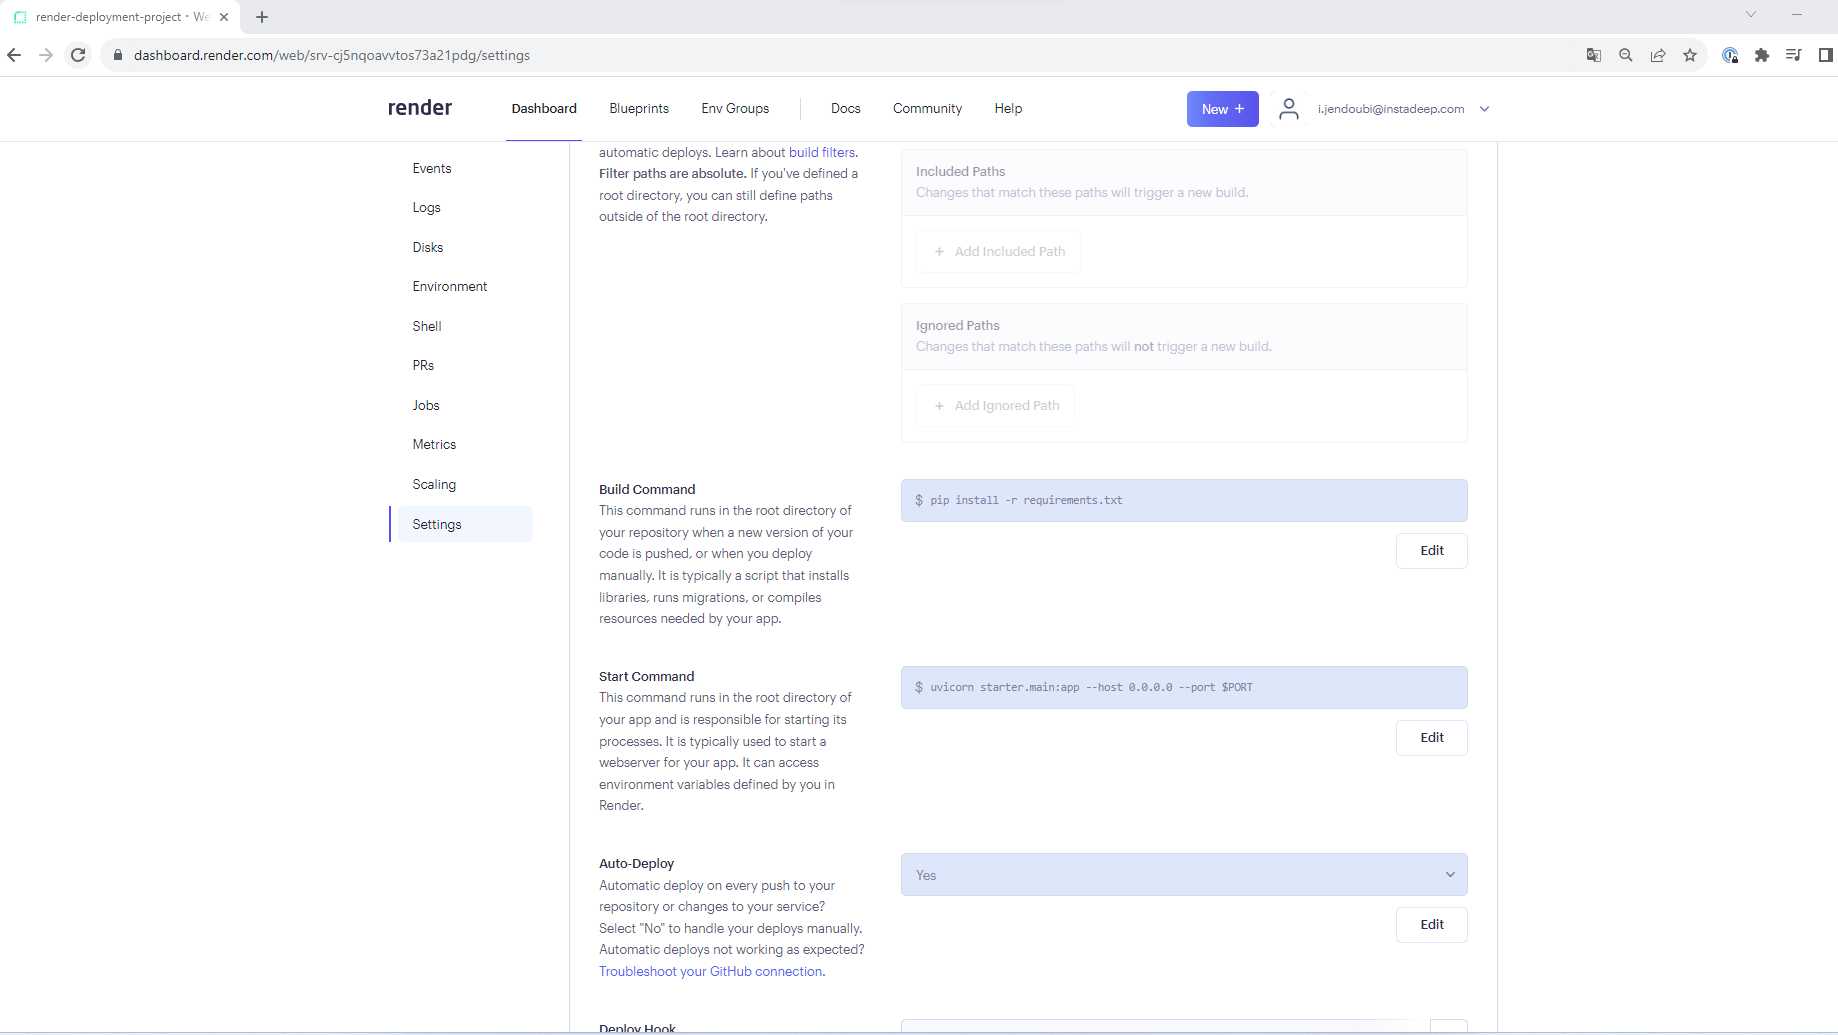 render-deployment-project · We
dashboard.render.com/web/srv-cj5nqoavvtos73a21pdg/settings
render
Dashboard
Blueprints
Env Groups
Docs
Community
Help
New +
i.jendoubi@instadeep.com
Events
Logs
Disks
Environment
Shell
PRs
Jobs
Metrics
Scaling
Settings
automatic deploys. Learn about build filters.
Filter paths are absolute. If you've defined a
root directory, you can still define paths
outside of the root directory.
Included Paths
Changes that match these paths will trigger a new build.
+ Add Included Path
Ignored Paths
Changes that match these paths will not trigger a new build.
+ Add Ignored Path
Build Command
This command runs in the root directory of
your repository when a new version of your
code is pushed, or when you deploy
manually. It is typically a script that installs
libraries, runs migrations, or compiles
resources needed by your app.
$ pip install -r requirements.txt
Edit
Start Command
This command runs in the root directory of
your app and is responsible for starting its
processes. It is typically used to start a
webserver for your app. It can access
environment variables defined by you in
Render.
$ uvicorn starter.main:app --host 0.0.0.0 --port $PORT
Edit
Auto-Deploy
Automatic deploy on every push to your
repository or changes to your service?
Select "No" to handle your deploys manually.
Automatic deploys not working as expected?
Troubleshoot your GitHub connection.
Yes
Edit
Deploy Hook